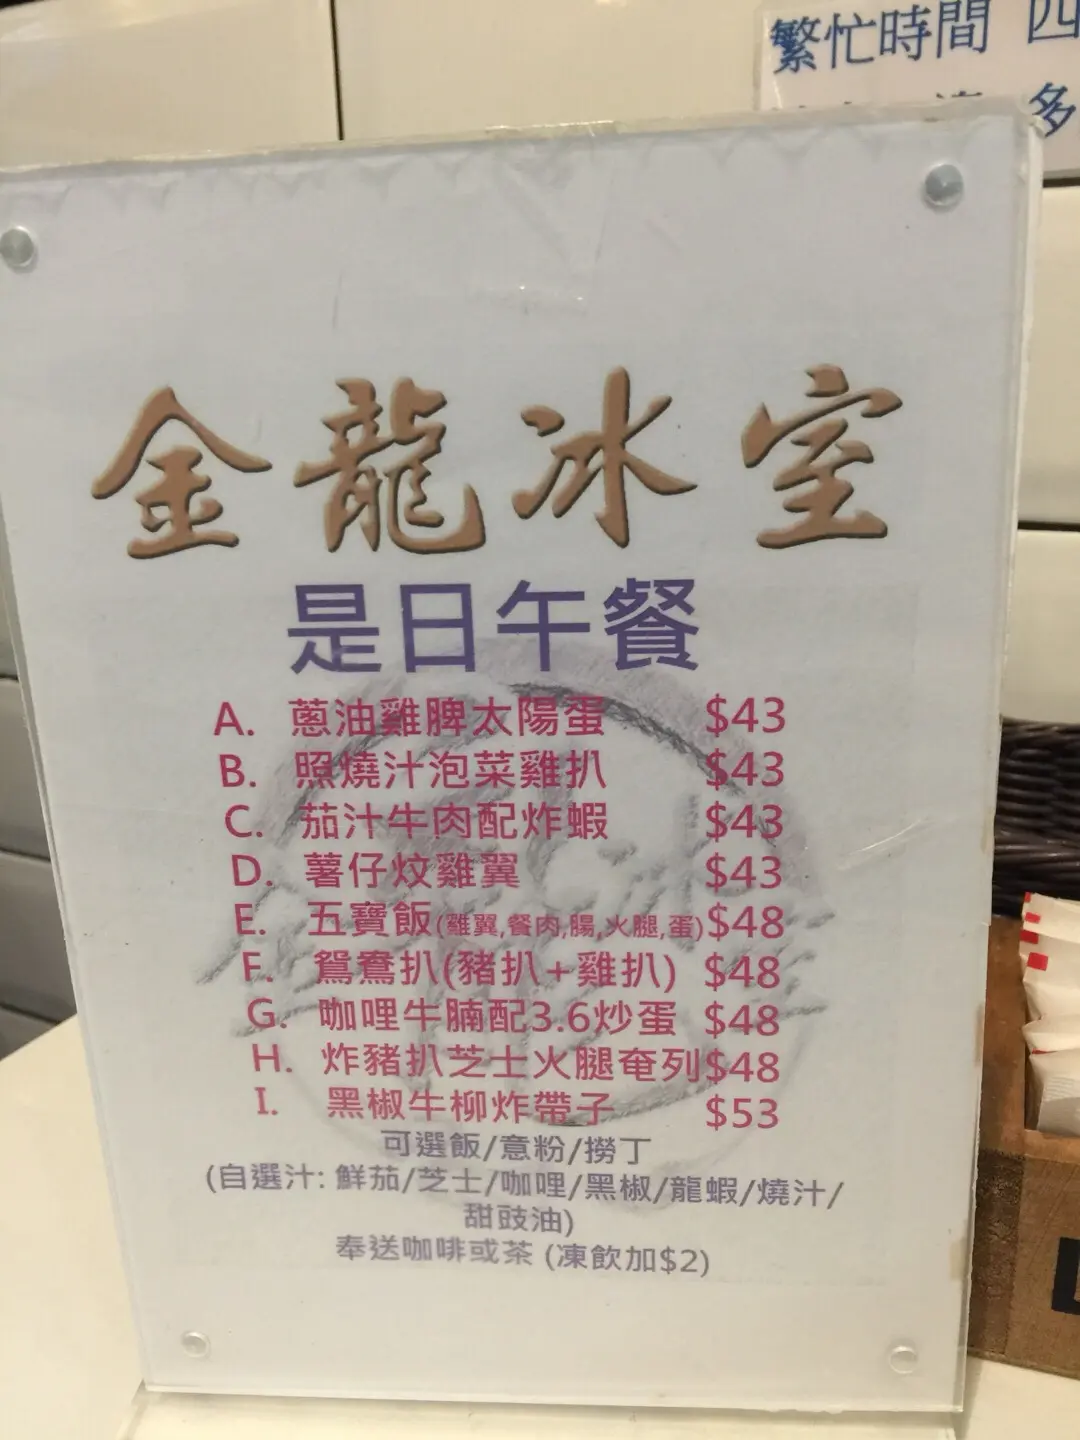 繁忙時間 四
多
金龍冰室
是日午餐
A. 蔥油雞脾太陽蛋 $43
B. 照燒汁泡菜雞扒 $43
C. 茄汁牛肉配炸蝦 $43
D. 薯仔炆雞翼 $43
E. 五寶飯(雞翼,餐肉,腸,火腿,蛋)$48
F. 鴛鴦扒(豬扒+雞扒) $48
G. 咖哩牛腩配3.6炒蛋 $48
H. 炸豬扒芝士火腿奄列$48
I. 黑椒牛柳炸帶子 $53
可選飯/意粉/撈丁
(自選汁: 鮮茄/芝士/咖哩/黑椒/龍蝦/燒汁/
甜豉油)
奉送咖啡或茶 (凍飲加$2)